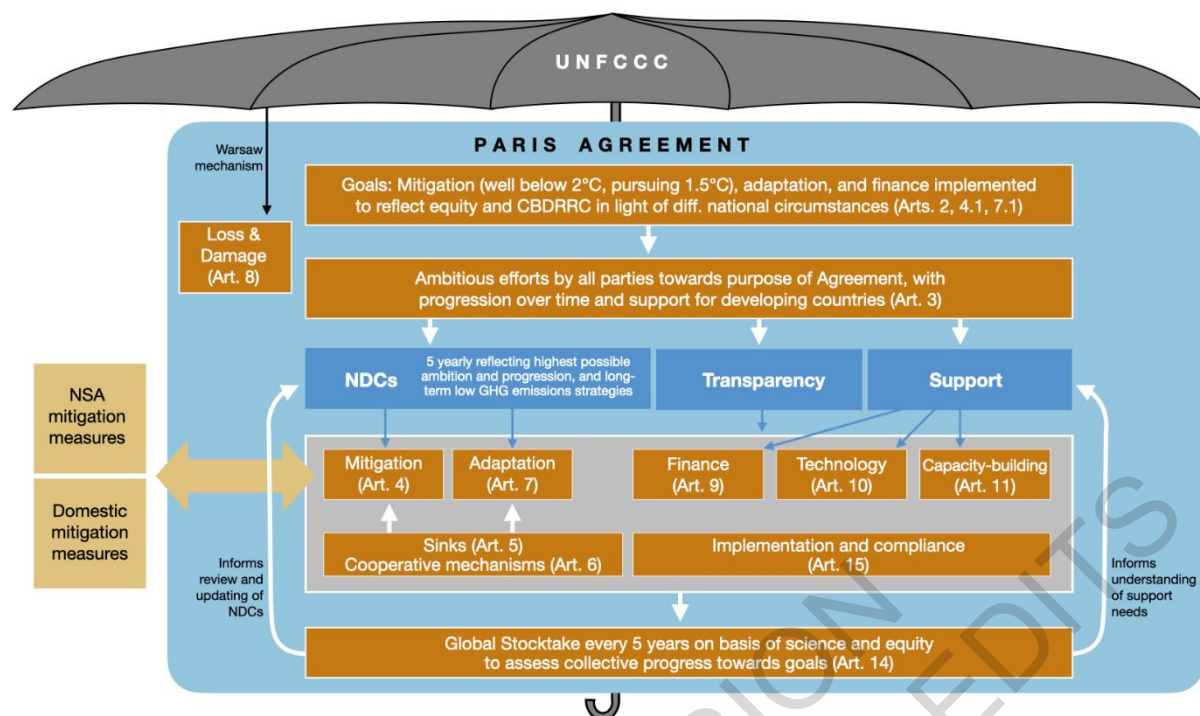 UNFCCC
PARIS AGREEMENT
Warsaw
mechanism
Goals: Mitigation (well below 2°C, pursuing 1.5°C), adaptation, and finance implemented
to reflect equity and CBDRRC in light of diff. national circumstances (Arts. 2, 4.1, 7.1)
Loss &
Damage
(Art. 8)
Ambitious efforts by all parties towards purpose of Agreement, with
progression over time and support for developing countries (Art. 3)
NDCs
5 yearly reflecting highest possible
ambition and progression, and long-
term low GHG emissions strategies
Transparency
Support
NSA
mitigation
measures
Domestic
mitigation
measures
Mitigation
(Art. 4)
Adaptation
(Art. 7)
Finance
(Art. 9)
Technology
(Art. 10)
Capacity-building
(Art. 11)
Sinks (Art. 5)
Cooperative mechanisms (Art. 6)
Implementation and compliance
(Art. 15)
Informs
review and
updating of
NDCs
Informs
understanding
of support
needs
Global Stocktake every 5 years on basis of science and equity
to assess collective progress towards goals (Art. 14)